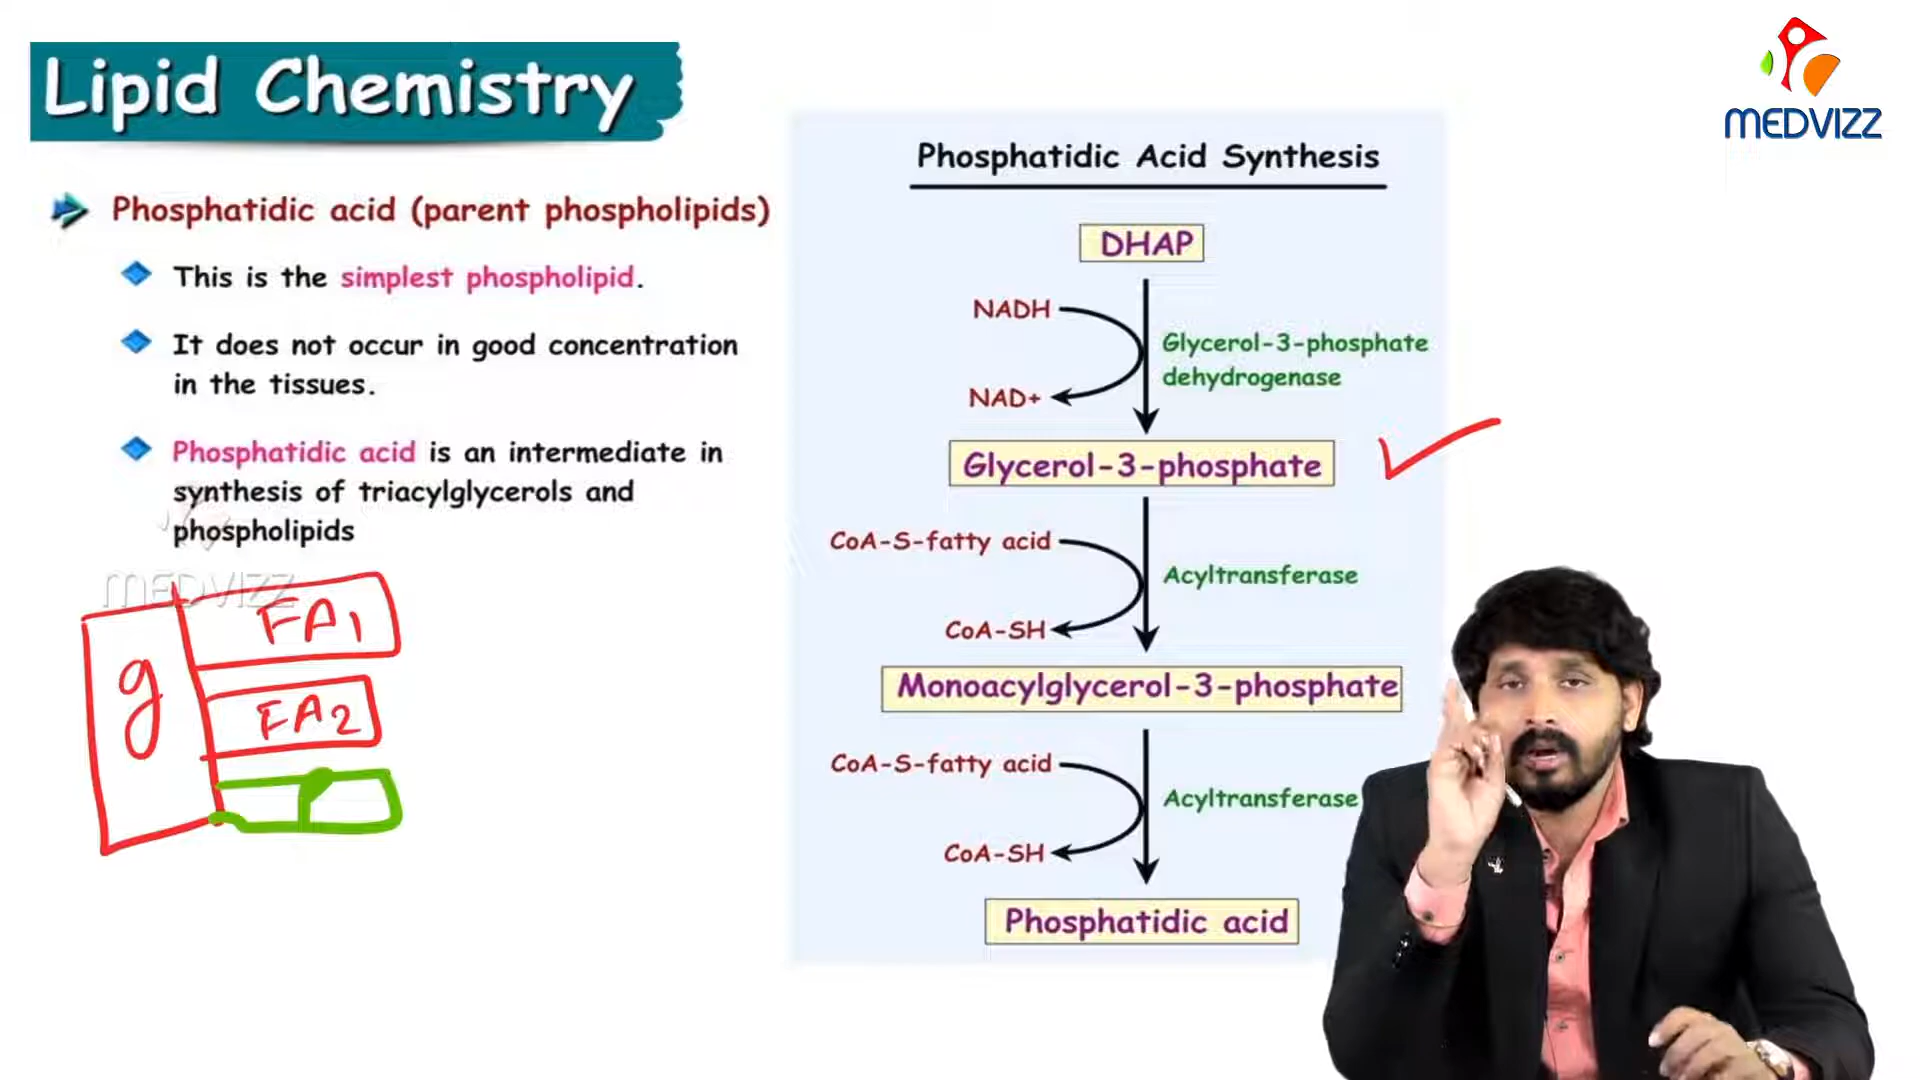 Lipid Chemistry
MEDVIZZ
Phosphatidic acid (parent phospholipids)
This is the simplest phospholipid.
It does not occur in good concentration
in the tissues.
Phosphatidic acid is an intermediate in
synthesis of triacylglycerols and
phospholipids
MEDVIZZ
g
FA1
FA2
Phosphatidic Acid Synthesis
DHAP
NADH
Glycerol-3-phosphate
dehydrogenase
NAD+
Glycerol-3-phosphate
CoA-S-fatty acid
Acyltransferase
CoA-SH
Monoacylglycerol-3-phosphate
CoA-S-fatty acid
Acyltransferase
CoA-SH
Phosphatidic acid